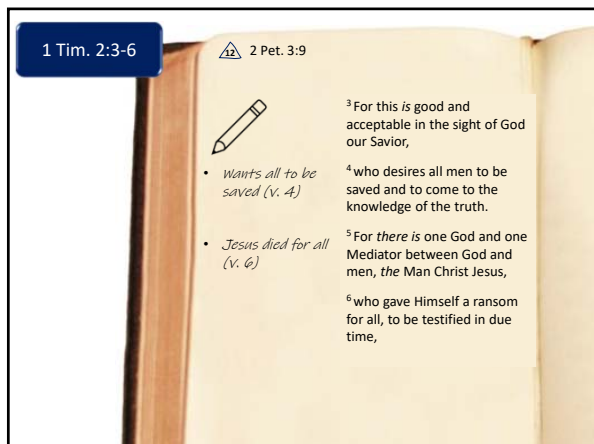 1 Tim. 2:3-6
12 2 Pet. 3:9
• Wants all to be
saved (v. 4)
• Jesus died for all
(v. 6)
3 For this is good and
acceptable in the sight of God
our Savior,
4 who desires all men to be
saved and to come to the
knowledge of the truth.
5 For there is one God and one
Mediator between God and
men, the Man Christ Jesus,
6 who gave Himself a ransom
for all, to be testified in due
time,